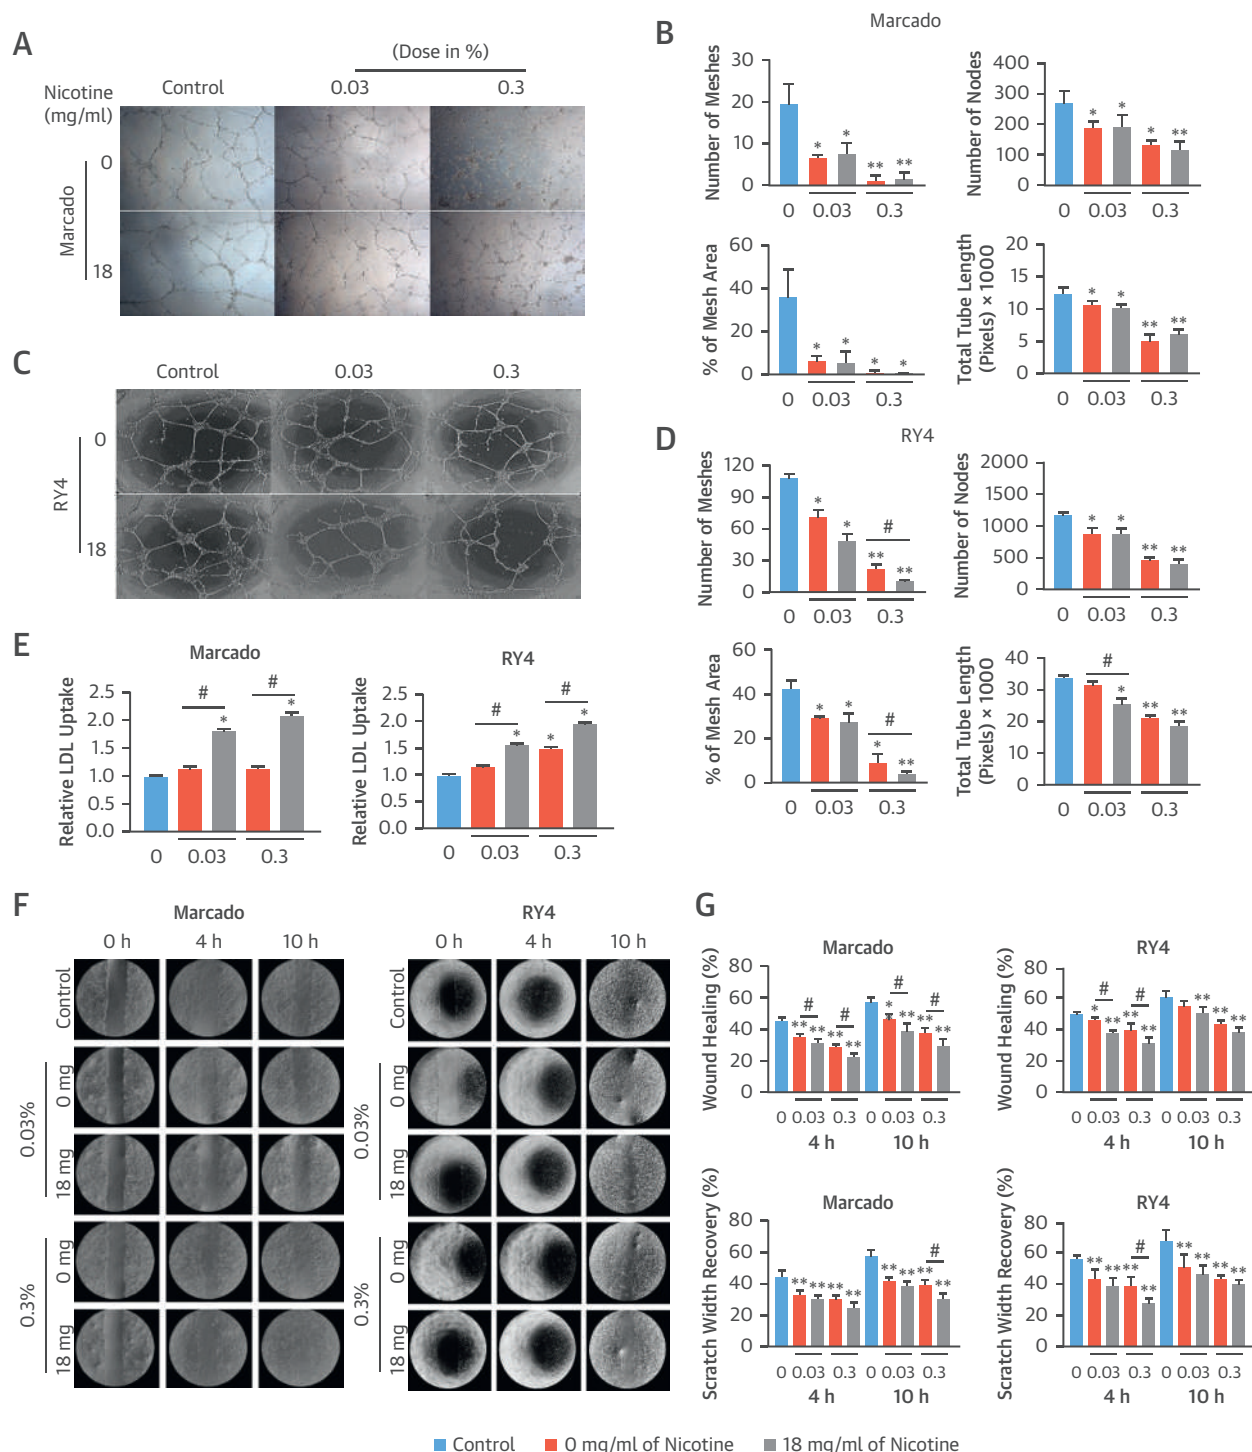 A
(Dose in %)
Nicotine
(mg/ml)
Control
0.03
0.3
Marcado
0
18
B
Marcado
Number of Meshes
30
20
10
0
* * ** **
0 0.03 0.3
Number of Nodes
400
300
200
100
0
* * * **
0 0.03 0.3
% of Mesh Area
60
40
20
0
* * * *
0 0.03 0.3
Total Tube Length
(Pixels) × 1000
20
15
10
5
0
* * ** **
0 0.03 0.3
C
Control 0.03 0.3
RY4
0
18
D
RY4
Number of Meshes
120
90
60
30
0
#
* * ** **
0 0.03 0.3
Number of Nodes
2000
1500
1000
500
0
* * ** **
0 0.03 0.3
% of Mesh Area
60
40
20
0
#
* * * **
0 0.03 0.3
Total Tube Length
(Pixels) × 1000
40
30
20
10
0
#
* ** **
0 0.03 0.3
E
Marcado
Relative LDL Uptake
2.5
2.0
1.5
1.0
0.5
0.0
# #
* *
0 0.03 0.3
RY4
Relative LDL Uptake
2.5
2.0
1.5
1.0
0.5
0.0
# #
* * *
0 0.03 0.3
F
Marcado
0 h 4 h 10 h
Control
0.03%
0 mg
18 mg
0.3%
0 mg
18 mg
RY4
0 h 4 h 10 h
Control
0.03%
0 mg
18 mg
0.3%
0 mg
18 mg
G
Marcado
Wound Healing (%)
80
60
40
20
0
# # # #
** ** ** ** * ** ** **
0 0.03 0.3 0 0.03 0.3
4 h 10 h
RY4
Wound Healing (%)
80
60
40
20
0
# #
* ** ** ** ** ** **
0 0.03 0.3 0 0.03 0.3
4 h 10 h
Marcado
Scratch Width Recovery (%)
80
60
40
20
0
#
** ** ** ** ** ** ** **
0 0.03 0.3 0 0.03 0.3
4 h 10 h
RY4
Scratch Width Recovery (%)
80
60
40
20
0
#
** ** ** ** ** ** ** **
0 0.03 0.3 0 0.03 0.3
4 h 10 h
Control 0 mg/ml of Nicotine 18 mg/ml of Nicotine